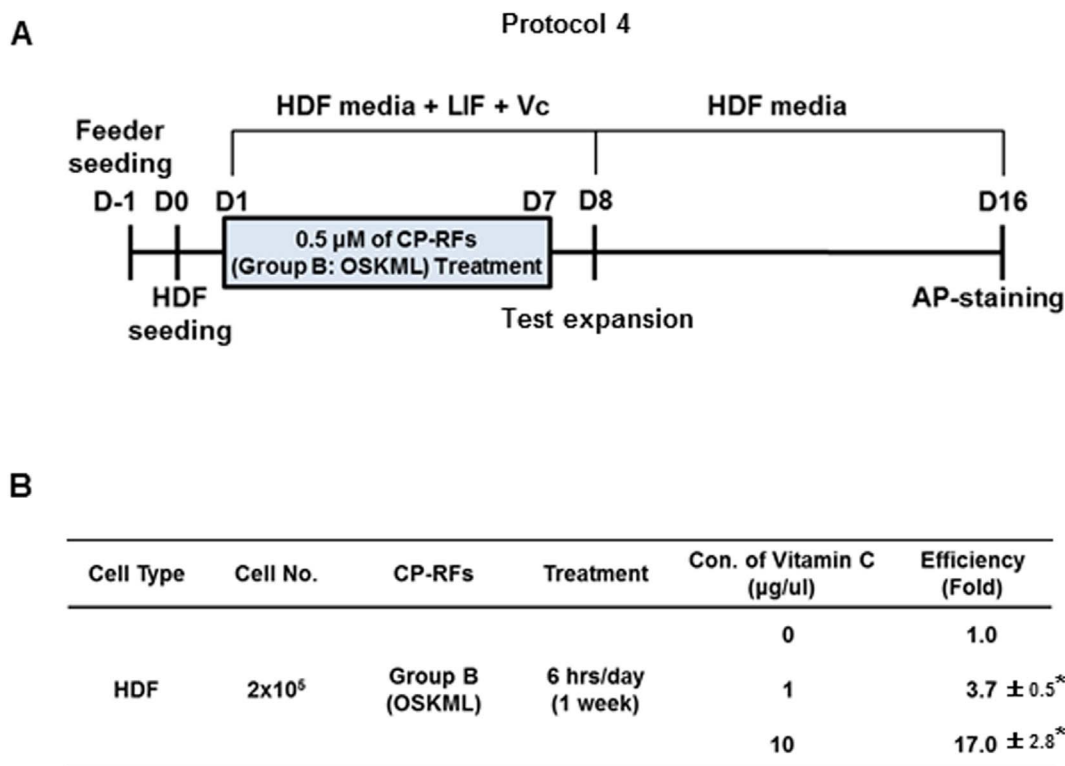 A
Protocol 4
HDF media + LIF + Vc
HDF media
Feeder
seeding
D-1 D0 D1 D7 D8 D16
0.5 µM of CP-RFs
(Group B: OSKML) Treatment
HDF
seeding
Test expansion
AP-staining
B
Cell Type Cell No. CP-RFs Treatment Con. of Vitamin C (µg/ul) Efficiency (Fold)
0 1.0
HDF 2x10⁵ Group B (OSKML) 6 hrs/day (1 week) 1 3.7 ± 0.5*
10 17.0 ± 2.8*